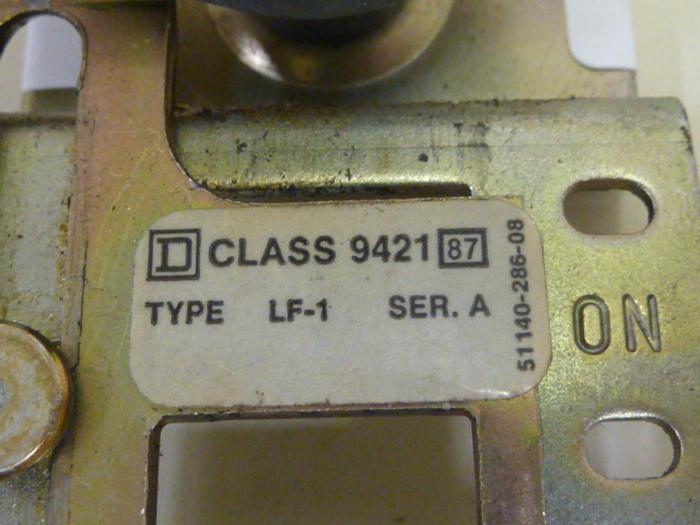 D CLASS 9421 87
TYPE LF-1 SER. A
51140-286-08
ON